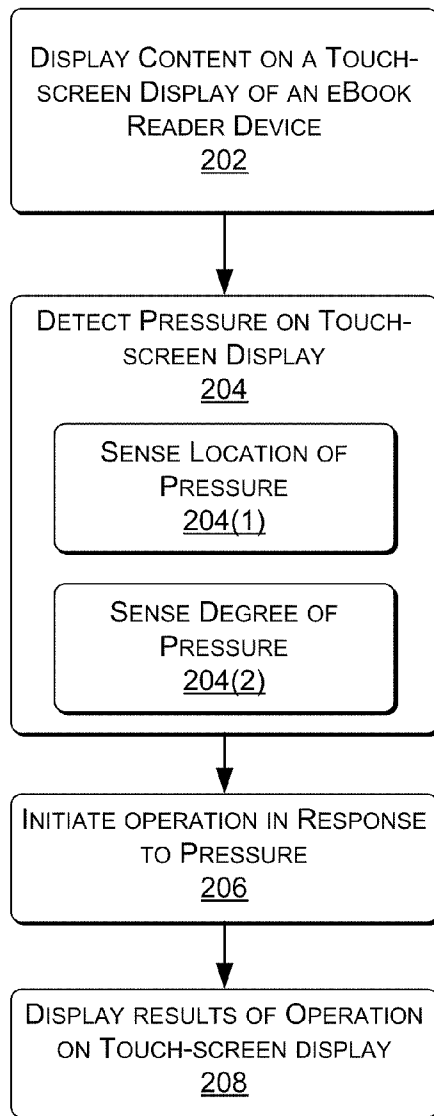 DISPLAY CONTENT ON A TOUCH-
SCREEN DISPLAY OF AN EBOOK
READER DEVICE
202
DETECT PRESSURE ON TOUCH-
SCREEN DISPLAY
204
SENSE LOCATION OF
PRESSURE
204(1)
SENSE DEGREE OF
PRESSURE
204(2)
INITIATE OPERATION IN RESPONSE
TO PRESSURE
206
DISPLAY RESULTS OF OPERATION
ON TOUCH-SCREEN DISPLAY
208